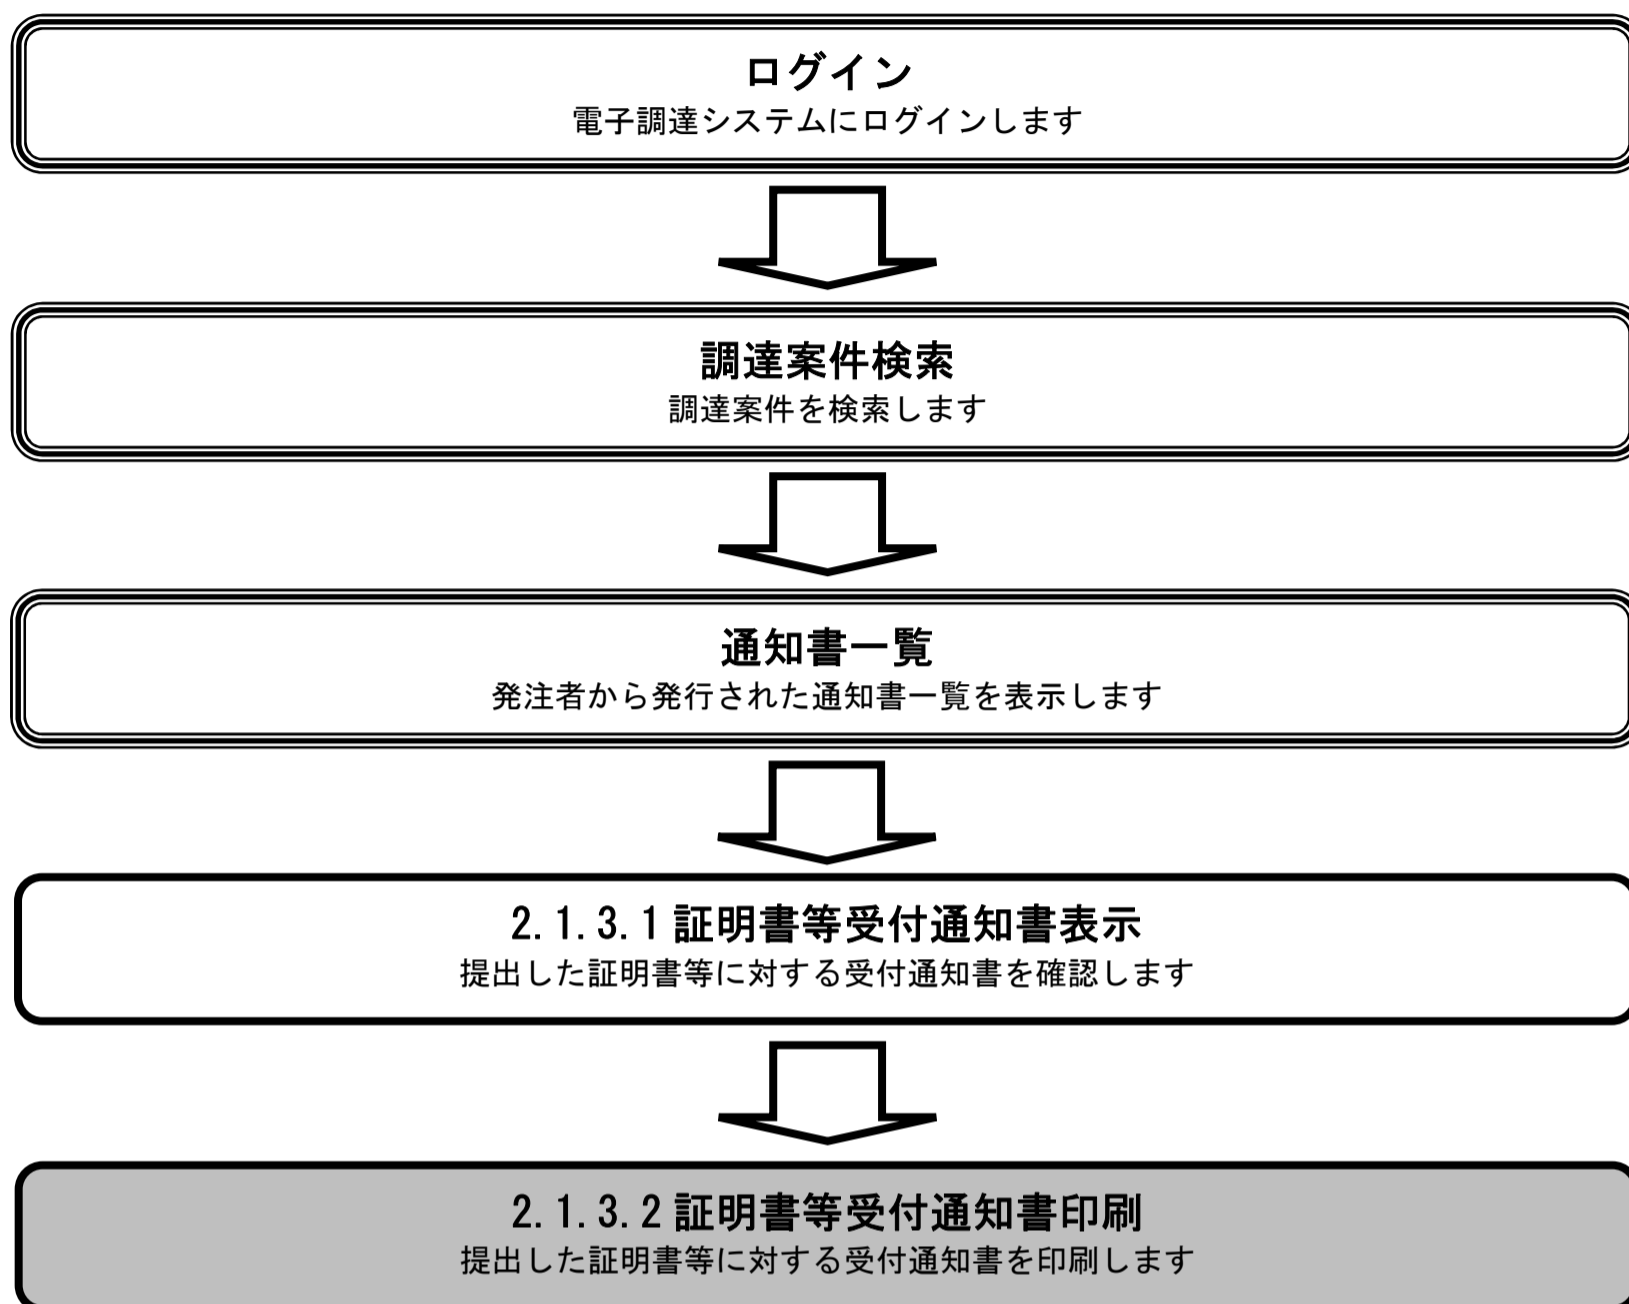 ログイン
電子調達システムにログインします
調達案件検索
調達案件を検索します
通知書一覧
発注者から発行された通知書一覧を表示します
2.1.3.1 証明書等受付通知書表示
提出した証明書等に対する受付通知書を確認します
2.1.3.2 証明書等受付通知書印刷
提出した証明書等に対する受付通知書を印刷します